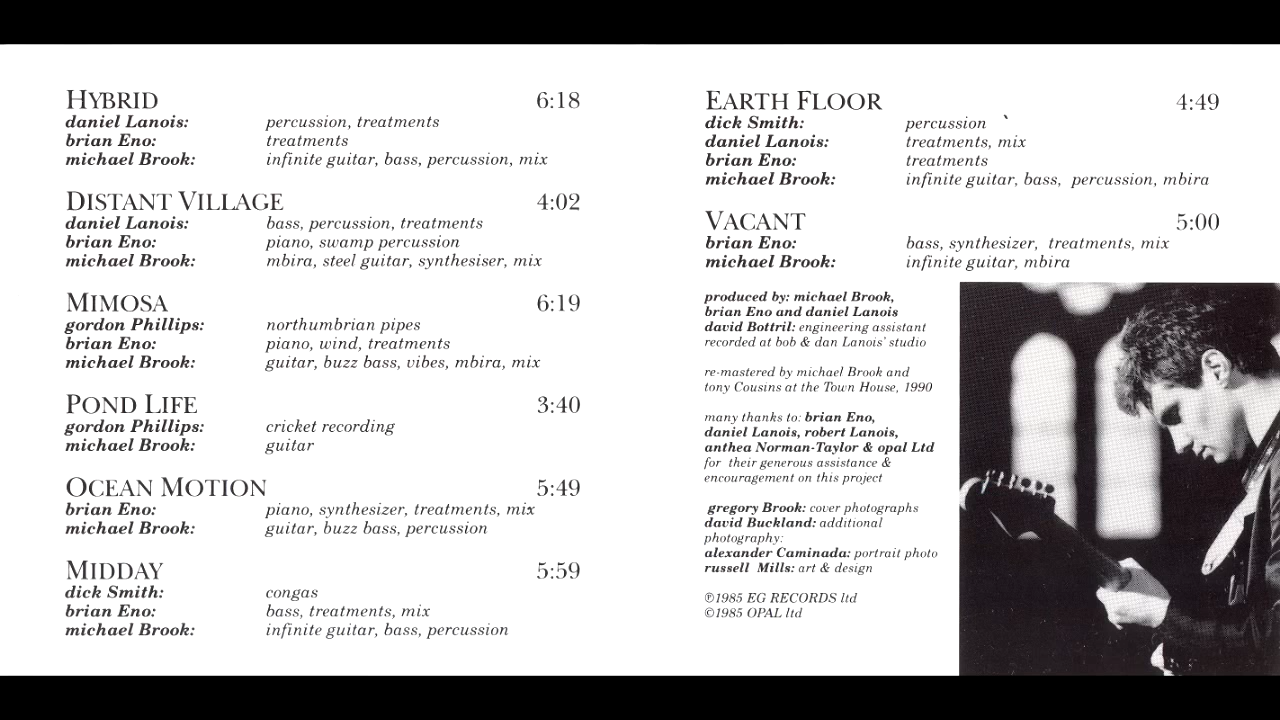 HYBRID 6:18
daniel Lanois: percussion, treatments
brian Eno: treatments
michael Brook: infinite guitar, bass, percussion, mix
DISTANT VILLAGE 4:02
daniel Lanois: bass, percussion, treatments
brian Eno: piano, swamp percussion
michael Brook: mbira, steel guitar, synthesiser, mix
MIMOSA 6:19
gordon Phillips: northumbrian pipes
brian Eno: piano, wind, treatments
michael Brook: guitar, buzz bass, vibes, mbira, mix
POND LIFE 3:40
gordon Phillips: cricket recording
michael Brook: guitar
OCEAN MOTION 5:49
brian Eno: piano, synthesizer, treatments, mix
michael Brook: guitar, buzz bass, percussion
MIDDAY 5:59
dick Smith: congas
brian Eno: bass, treatments, mix
michael Brook: infinite guitar, bass, percussion
EARTH FLOOR 4:49
dick Smith: percussion `
daniel Lanois: treatments, mix
brian Eno: treatments
michael Brook: infinite guitar, bass, percussion, mbira
VACANT 5:00
brian Eno: bass, synthesizer, treatments, mix
michael Brook: infinite guitar, mbira
produced by: michael Brook,
brian Eno and daniel Lanois
david Bottril: engineering assistant
recorded at bob & dan Lanois' studio
re-mastered by michael Brook and
tony Cousins at the Town House, 1990
many thanks to: brian Eno,
daniel Lanois, robert Lanois,
anthea Norman-Taylor & opal Ltd
for their generous assistance &
encouragement on this project
gregory Brook: cover photographs
david Buckland: additional
photography:
alexander Caminada: portrait photo
russell Mills: art & design
℗1985 EG RECORDS ltd
©1985 OPAL ltd